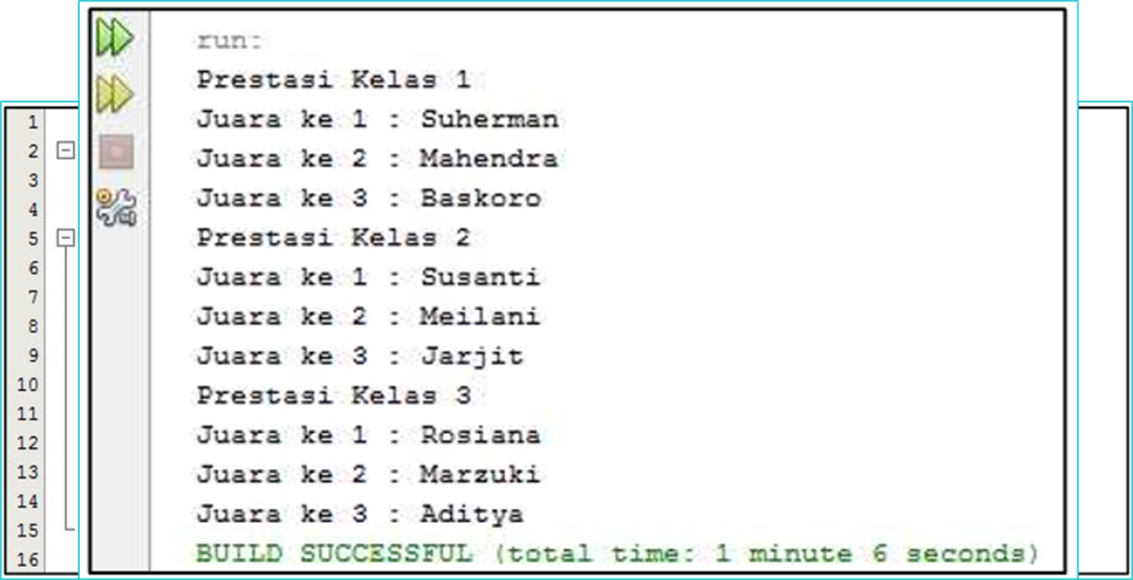 run:
Prestasi Kelas 1
Juara ke 1 : Suherman
Juara ke 2 : Mahendra
Juara ke 3 : Baskoro
Prestasi Kelas 2
Juara ke 1 : Susanti
Juara ke 2 : Meilani
Juara ke 3 : Jarjit
Prestasi Kelas 3
Juara ke 1 : Rosiana
Juara ke 2 : Marzuki
Juara ke 3 : Aditya
BUILD SUCCESSFUL (total time: 1 minute 6 seconds)
1
2
3
4
5
6
7
8
9
10
11
12
13
14
15
16